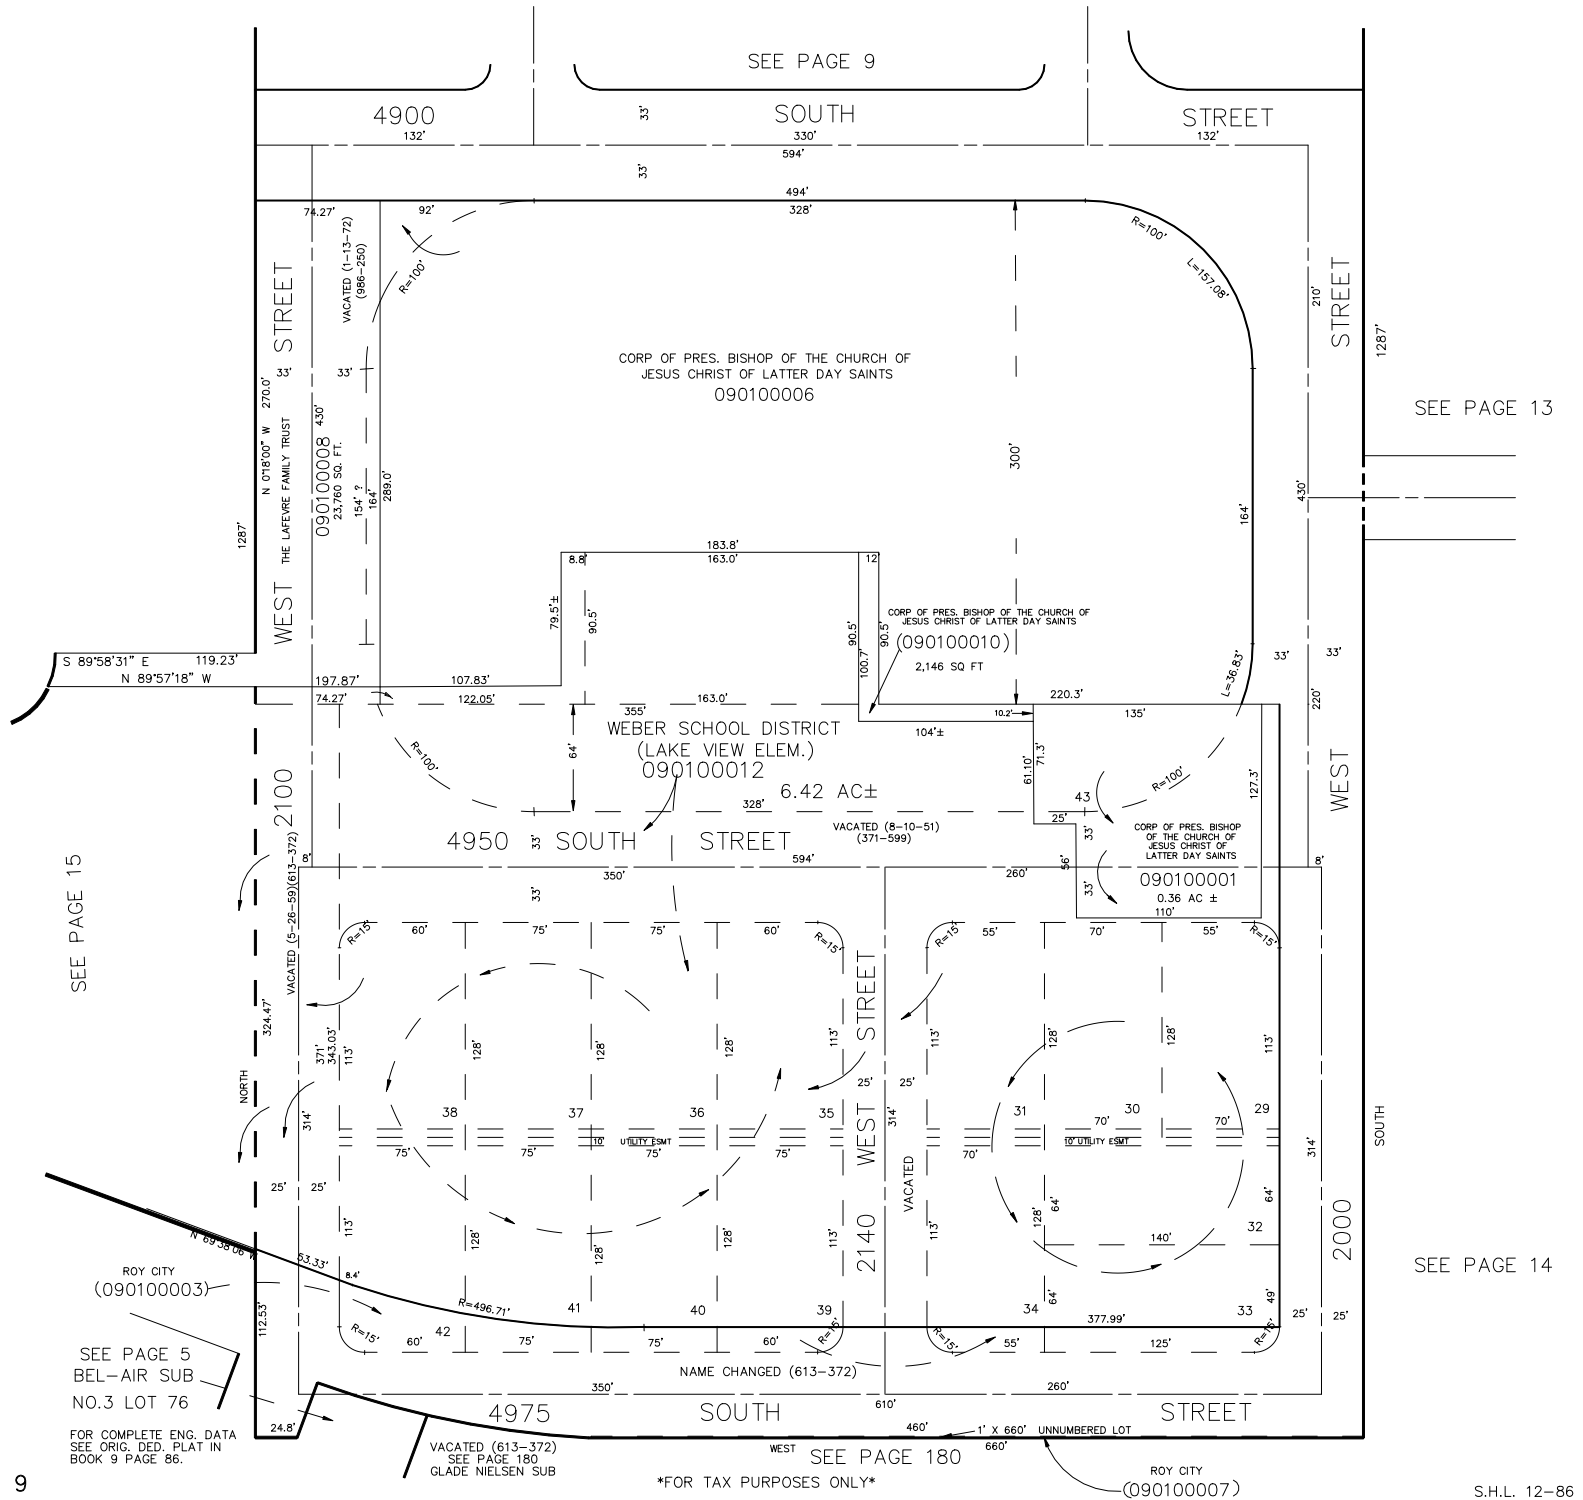 SEE PAGE 9
4900 SOUTH STREET
33'
132'
330'
132'
594'
33'
494'
74.27'
92'
328'
R=100'
L=157.08'
R=100'
VACATED (1-13-72)
(986-250)
STREET
33'
33'
210'
STREET
1287'
300'
CORP OF PRES. BISHOP OF THE CHURCH OF
JESUS CHRIST OF LATTER DAY SAINTS
090100006
SEE PAGE 13
N 0°18'00" W 270.0'
THE LAFEVRE FAMILY TRUST
430'
090100008
23,760 SQ. FT.
154' ?
164'
289.0'
1287'
WEST
430'
164'
183.8'
8.8'
163.0'
12'
79.5'±
90.5'
90.5'
100.7'
90.5'
CORP OF PRES. BISHOP OF THE CHURCH OF
JESUS CHRIST OF LATTER DAY SAINTS
(090100010)
2,146 SQ FT
L=36.83'
33'
33'
S 89°58'31" E 119.23'
N 89°57'18" W
197.87'
107.83'
74.27'
122.05'
163.0'
220.3'
220'
355'
10.2'
135'
104'±
WEBER SCHOOL DISTRICT
(LAKE VIEW ELEM.)
090100012
6.42 AC±
64'
R=100'
61.10'
71.3'
R=100'
127.3'
WEST
2100
328'
43
25'
VACATED (8-10-51)
(371-599)
4950 SOUTH STREET
33'
33'
CORP OF PRES. BISHOP
OF THE CHURCH OF
JESUS CHRIST OF
LATTER DAY SAINTS
090100001
0.36 AC ±
110'
56'
33'
8'
594'
8'
350'
260'
33'
SEE PAGE 15
VACATED (5-26-59)(613-372)
R=15'
60'
75'
75'
60'
R=15'
R=15'
55'
70'
55'
R=15'
STREET
324.47'
371'
343.03'
113'
128'
128'
128'
113'
113'
128'
128'
113'
NORTH
25'
25'
314'
38
37
36
35
WEST
314'
31
30
29
70'
70'
10' UTILITY ESMT
10' UTILITY ESMT
75'
75'
75'
75'
70'
314'
SOUTH
VACATED
25'
25'
113'
128'
128'
128'
113'
113'
128'
64'
64'
32
140'
2140
2000
N 69°38'06" W
53.33'
8.4'
ROY CITY
(090100003)
R=496.71'
41
40
39
34
33
42
64'
49'
377.99'
25'
25'
SEE PAGE 14
112.53'
R=15'
60'
75'
75'
60'
R=15'
R=15'
55'
125'
R=15'
SEE PAGE 5
BEL-AIR SUB
NO.3 LOT 76
NAME CHANGED (613-372)
350'
260'
610'
4975 SOUTH STREET
24.8'
FOR COMPLETE ENG. DATA
SEE ORIG. DED. PLAT IN
BOOK 9 PAGE 86.
460'
1' X 660' UNNUMBERED LOT
VACATED (613-372)
SEE PAGE 180
GLADE NIELSEN SUB
WEST
660'
SEE PAGE 180
*FOR TAX PURPOSES ONLY*
ROY CITY
(090100007)
9
S.H.L. 12-86